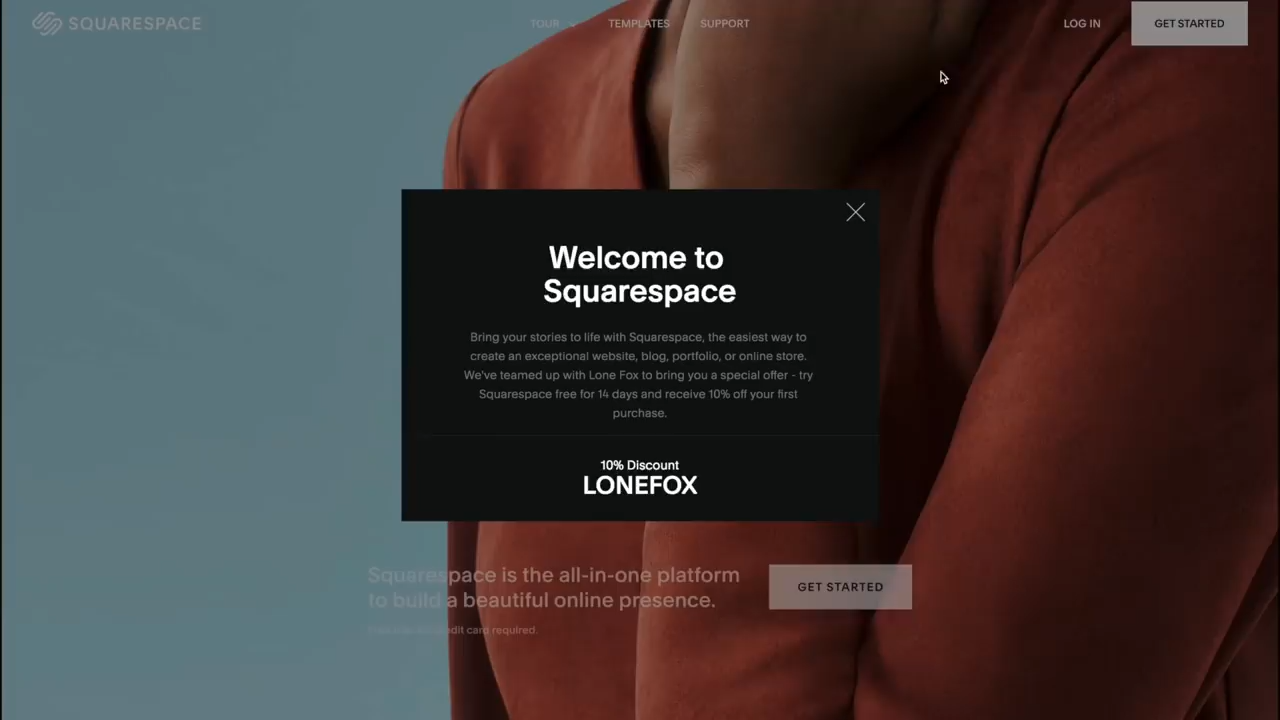 SQUARESPACE
TOUR
TEMPLATES
SUPPORT
LOG IN
GET STARTED
Welcome to
Squarespace
Bring your stories to life with Squarespace, the easiest way to
create an exceptional website, blog, portfolio, or online store.
We've teamed up with Lone Fox to bring you a special offer - try
Squarespace free for 14 days and receive 10% off your first
purchase.
10% Discount
LONEFOX
Squarespace is the all-in-one platform
to build a beautiful online presence.
GET STARTED
card required.